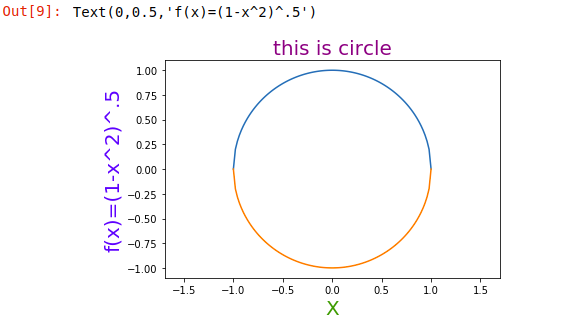 Out[9]: Text(0,0.5,'f(x)=(1-x^2)^.5')
this is circle
f(x)=(1-x^2)^.5
1.00
0.75
0.50
0.25
0.00
−0.25
−0.50
−0.75
−1.00
−1.5 −1.0 −0.5 0.0 0.5 1.0 1.5
X